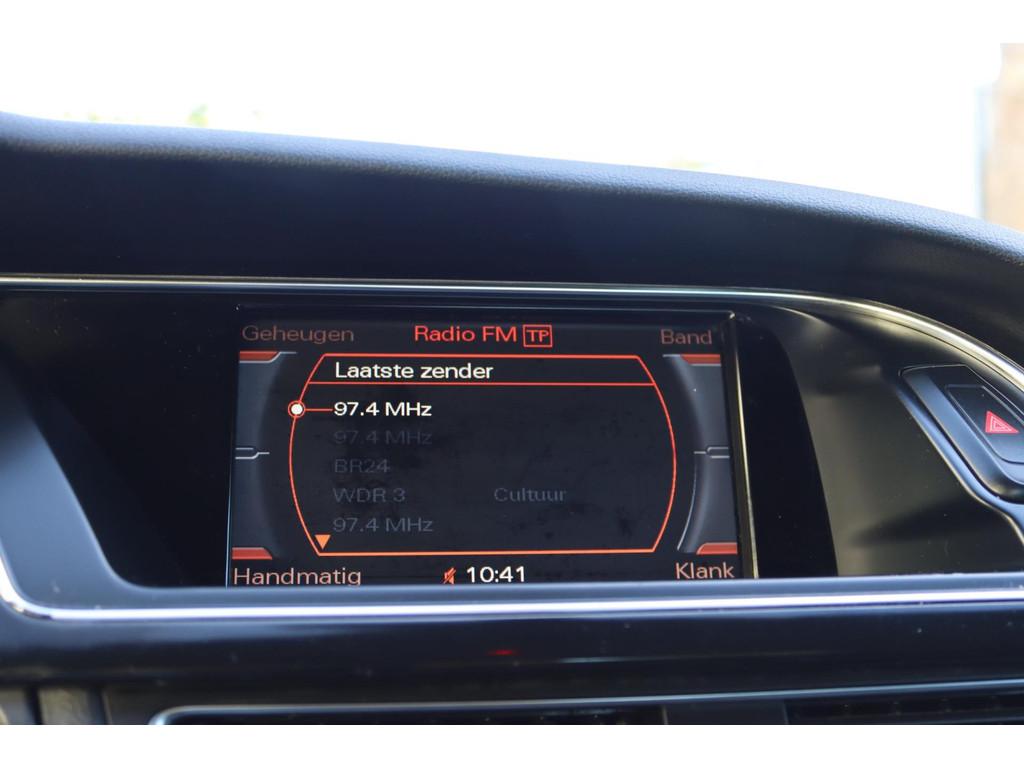 Geheugen Radio FM TP Band
Laatste zender
97.4 MHz
97.4 MHz
BR24
WDR 3 Cultuur
97.4 MHz
Handmatig 10:41 Klank